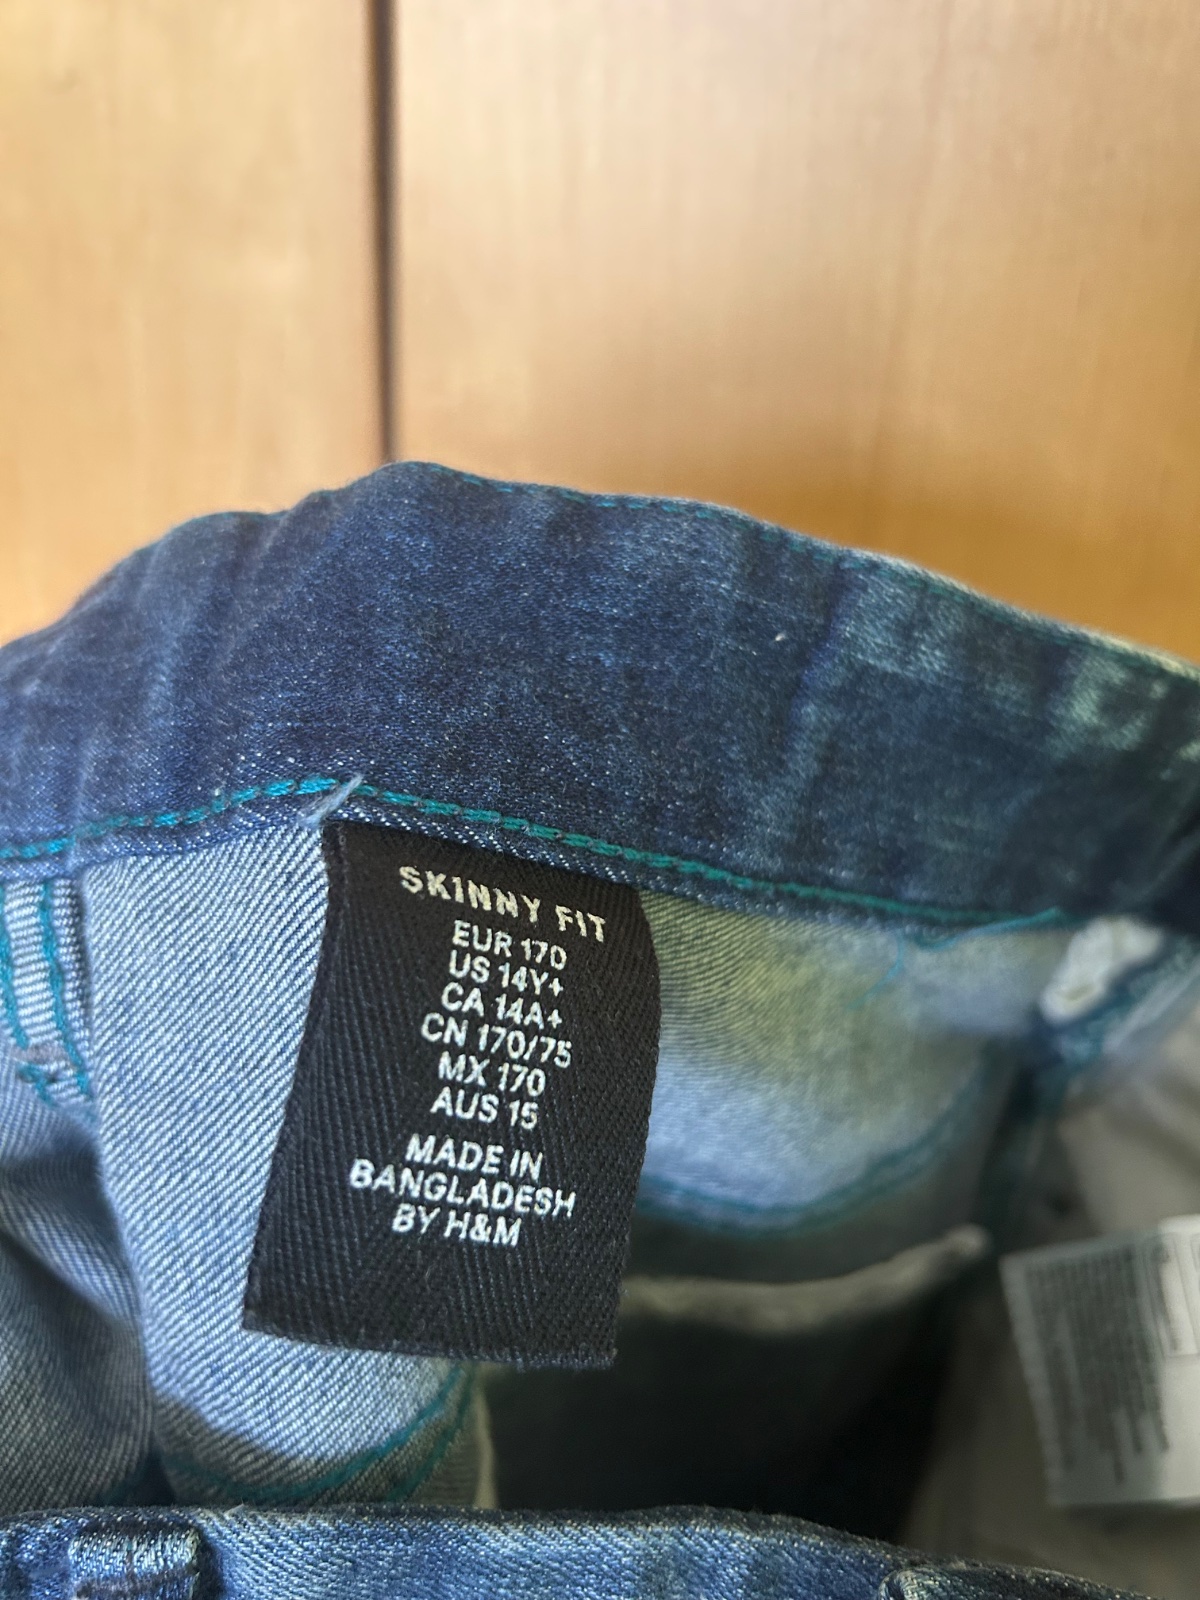 SKINNY FIT
EUR 170
US 14Y+
CA 14A+
CN 170/75
MX 170
AUS 15
MADE IN
BANGLADESH
BY H&M